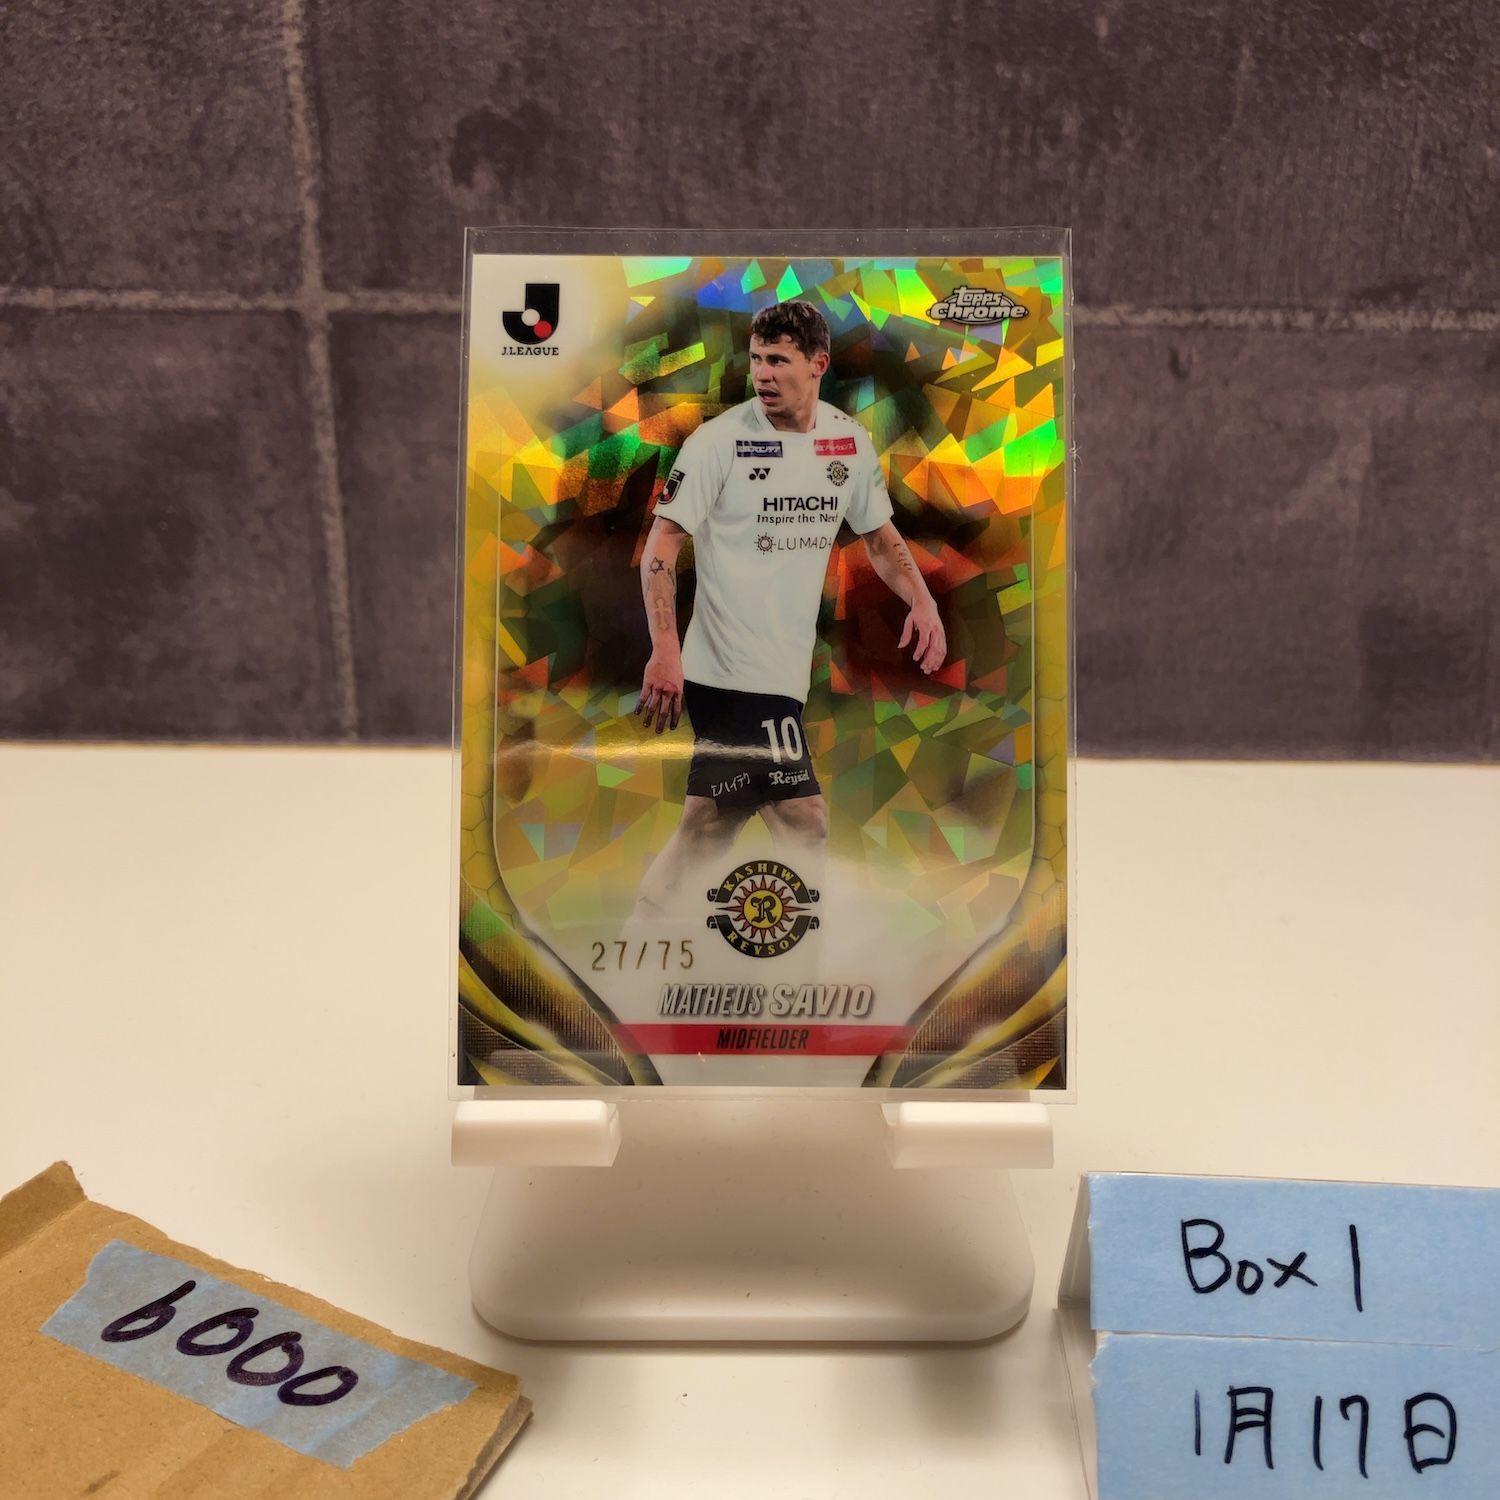 J.LEAGUE
Topps
Chrome
HITACHI
Inspire the Next
LUMADA
10
Reysol
KASHIWA
R
REYSOL
27/75
MATHEUS SAVIO
MIDFIELDER
6000
Box 1
1月17日